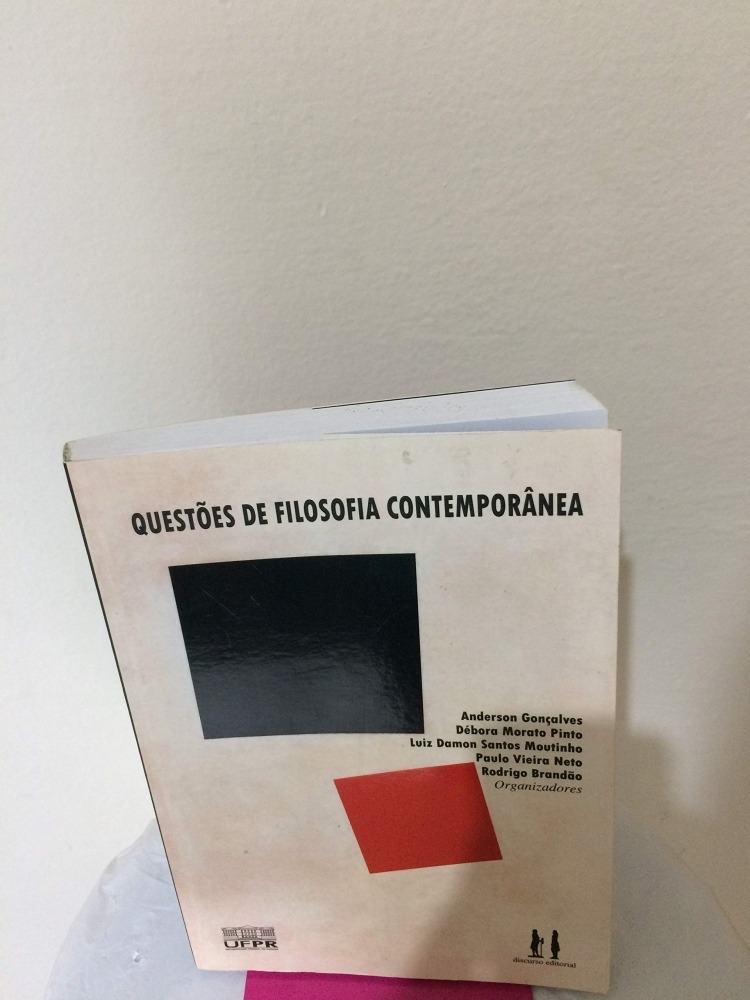 QUESTÕES DE FILOSOFIA CONTEMPORÂNEA
Anderson Gonçalves
Débora Morato Pinto
Luiz Damon Santos Moutinho
Paulo Vieira Neto
Rodrigo Brandão
Organizadores
UFPR
discurso editorial